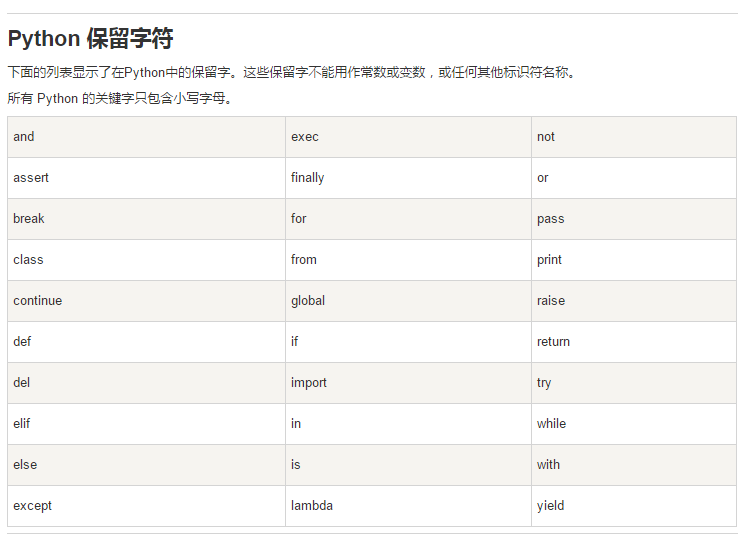 Python 保留字符
下面的列表显示了在Python中的保留字。这些保留字不能用作常数或变数，或任何其他标识符名称。
所有 Python 的关键字只包含小写字母。
and exec not
assert finally or
break for pass
class from print
continue global raise
def if return
del import try
elif in while
else is with
except lambda yield